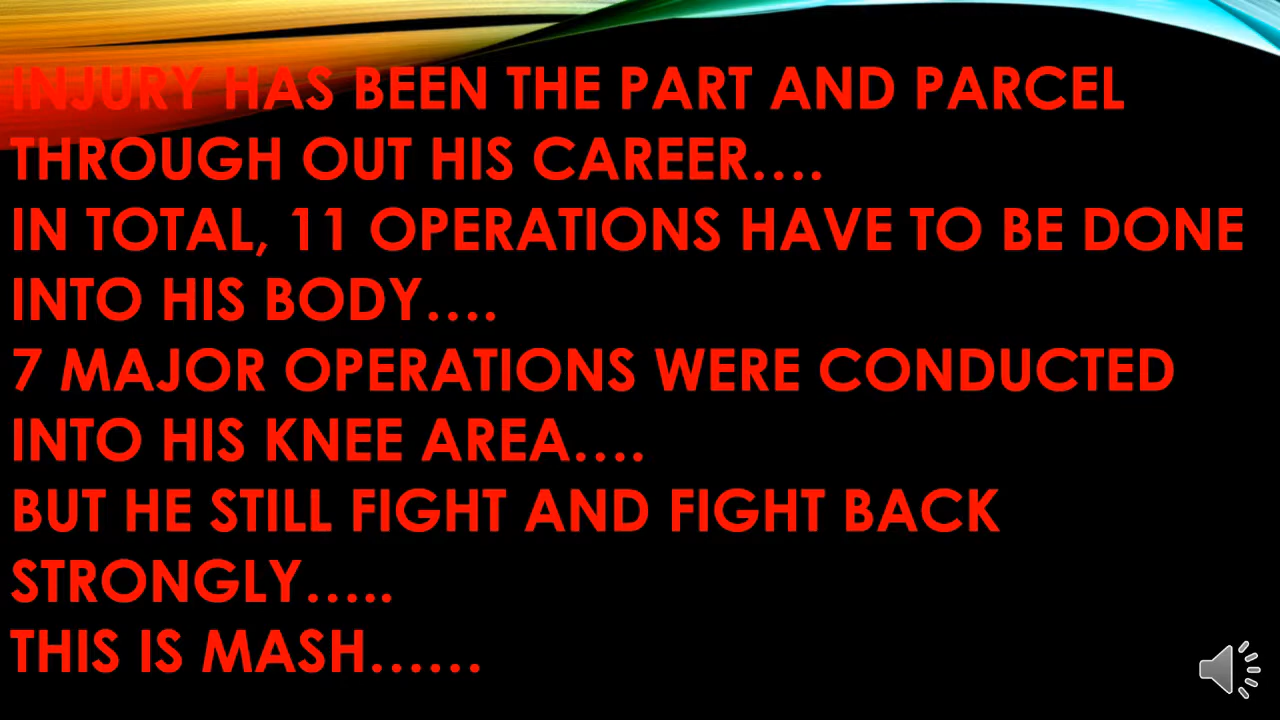 INJURY HAS BEEN THE PART AND PARCEL
THROUGH OUT HIS CAREER....
IN TOTAL, 11 OPERATIONS HAVE TO BE DONE
INTO HIS BODY....
7 MAJOR OPERATIONS WERE CONDUCTED
INTO HIS KNEE AREA....
BUT HE STILL FIGHT AND FIGHT BACK
STRONGLY.....
THIS IS MASH......